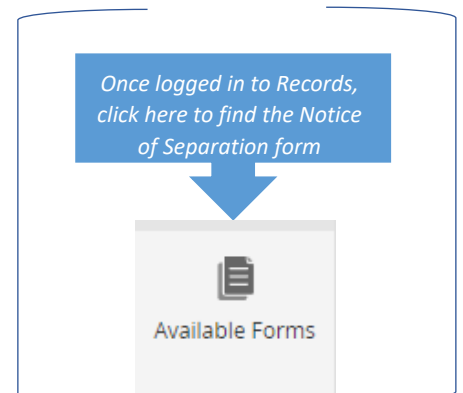 Once logged in to Records,
click here to find the Notice
of Separation form
Available Forms